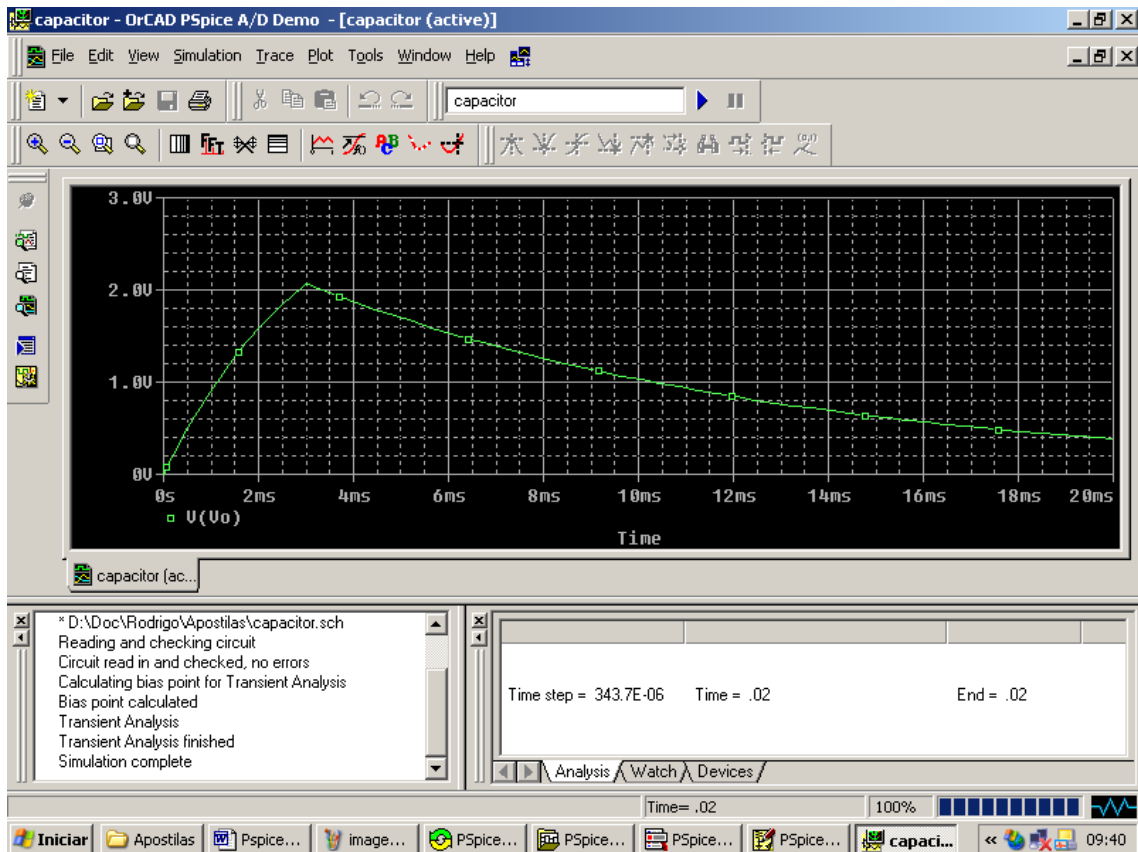 capacitor - OrCAD PSpice A/D Demo - [capacitor (active)]
File Edit View Simulation Trace Plot Tools Window Help
capacitor
3.0V
2.0V
1.0V
0V
0s 2ms 4ms 6ms 8ms 10ms 12ms 14ms 16ms 18ms 20ms
V(Vo)
Time
capacitor (ac...
* D:\Doc\Rodrigo\Apostilas\capacitor.sch
Reading and checking circuit
Circuit read in and checked, no errors
Calculating bias point for Transient Analysis
Bias point calculated
Transient Analysis
Transient Analysis finished
Simulation complete
Time step = 343.7E-06 Time = .02 End = .02
Analysis Watch Devices
Time= .02 100%
Iniciar Apostilas Pspice... image... PSpice... PSpice... PSpice... PSpice... capaci... « 09:40